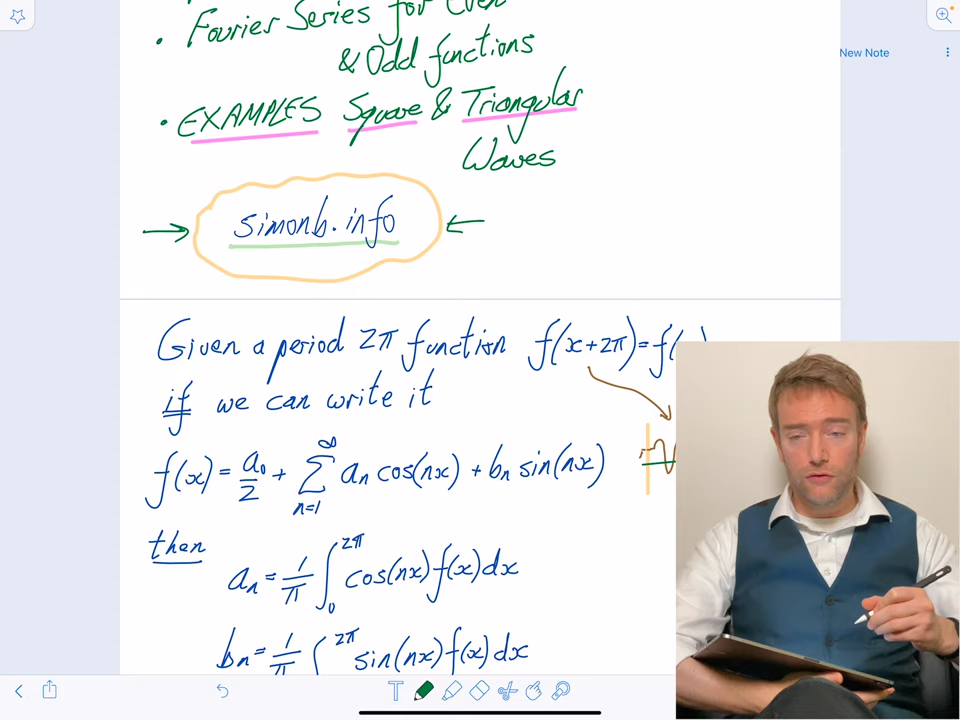 • Fourier Series for Even
& Odd functions
• EXAMPLES Square & Triangular
Waves
→ simonb.info ←
New Note
Given a period 2π function f(x+2π)=f(
if we can write it
f(x) = a₀/2 + ∑_{n=1}^{∞} aₙ cos(nx) + bₙ sin(nx)
then
aₙ = 1/π ∫₀^{2π} cos(nx) f(x) dx
bₙ = 1/π ∫^{2π} sin(nx) f(x) dx